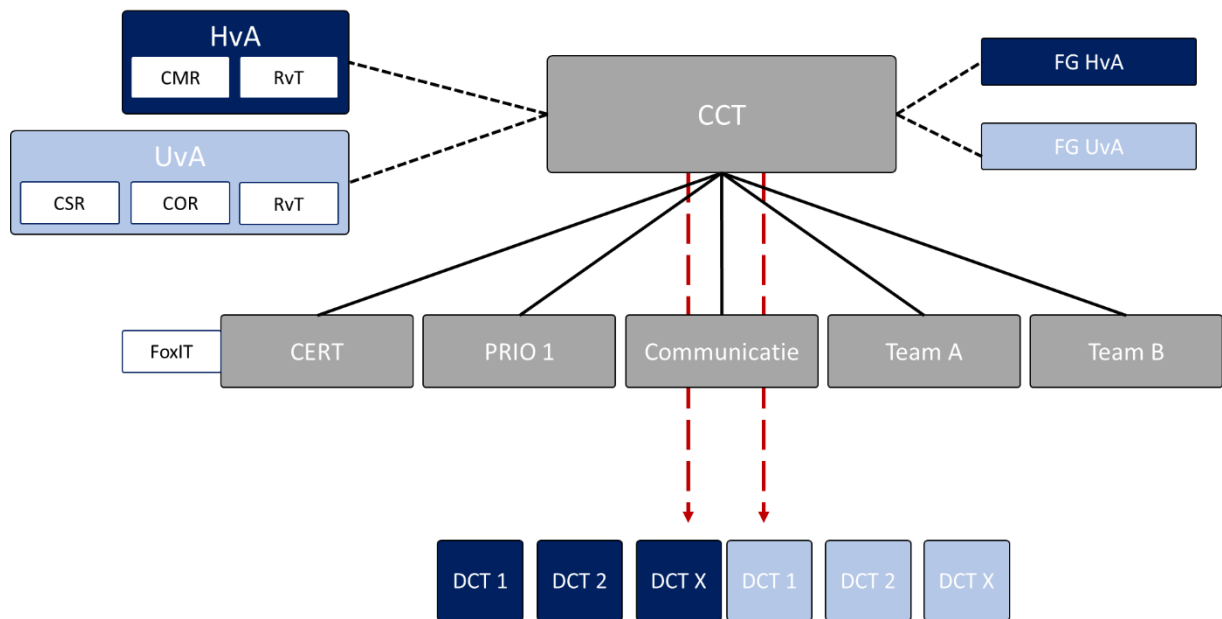 HvA
CMR
RvT
UvA
CSR
COR
RvT
CCT
FG HvA
FG UvA
FoxIT
CERT
PRIO 1
Communicatie
Team A
Team B
DCT 1
DCT 2
DCT X
DCT 1
DCT 2
DCT X